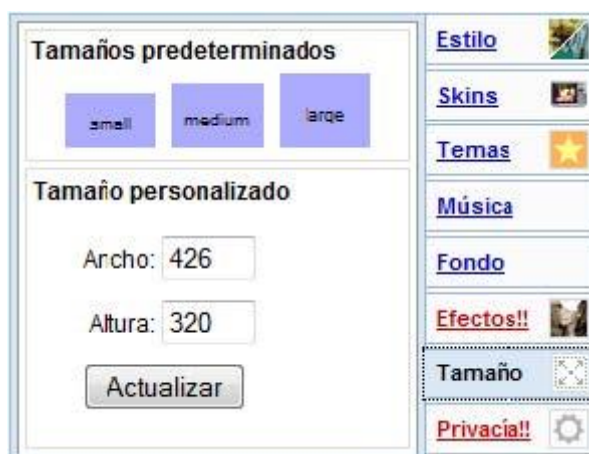 Tamaños predeterminados
small
medium
large
Tamaño personalizado
Ancho: 426
Altura: 320
Actualizar
Estilo
Skins
Temas
Música
Fondo
Efectos!!
Tamaño
Privacía!!